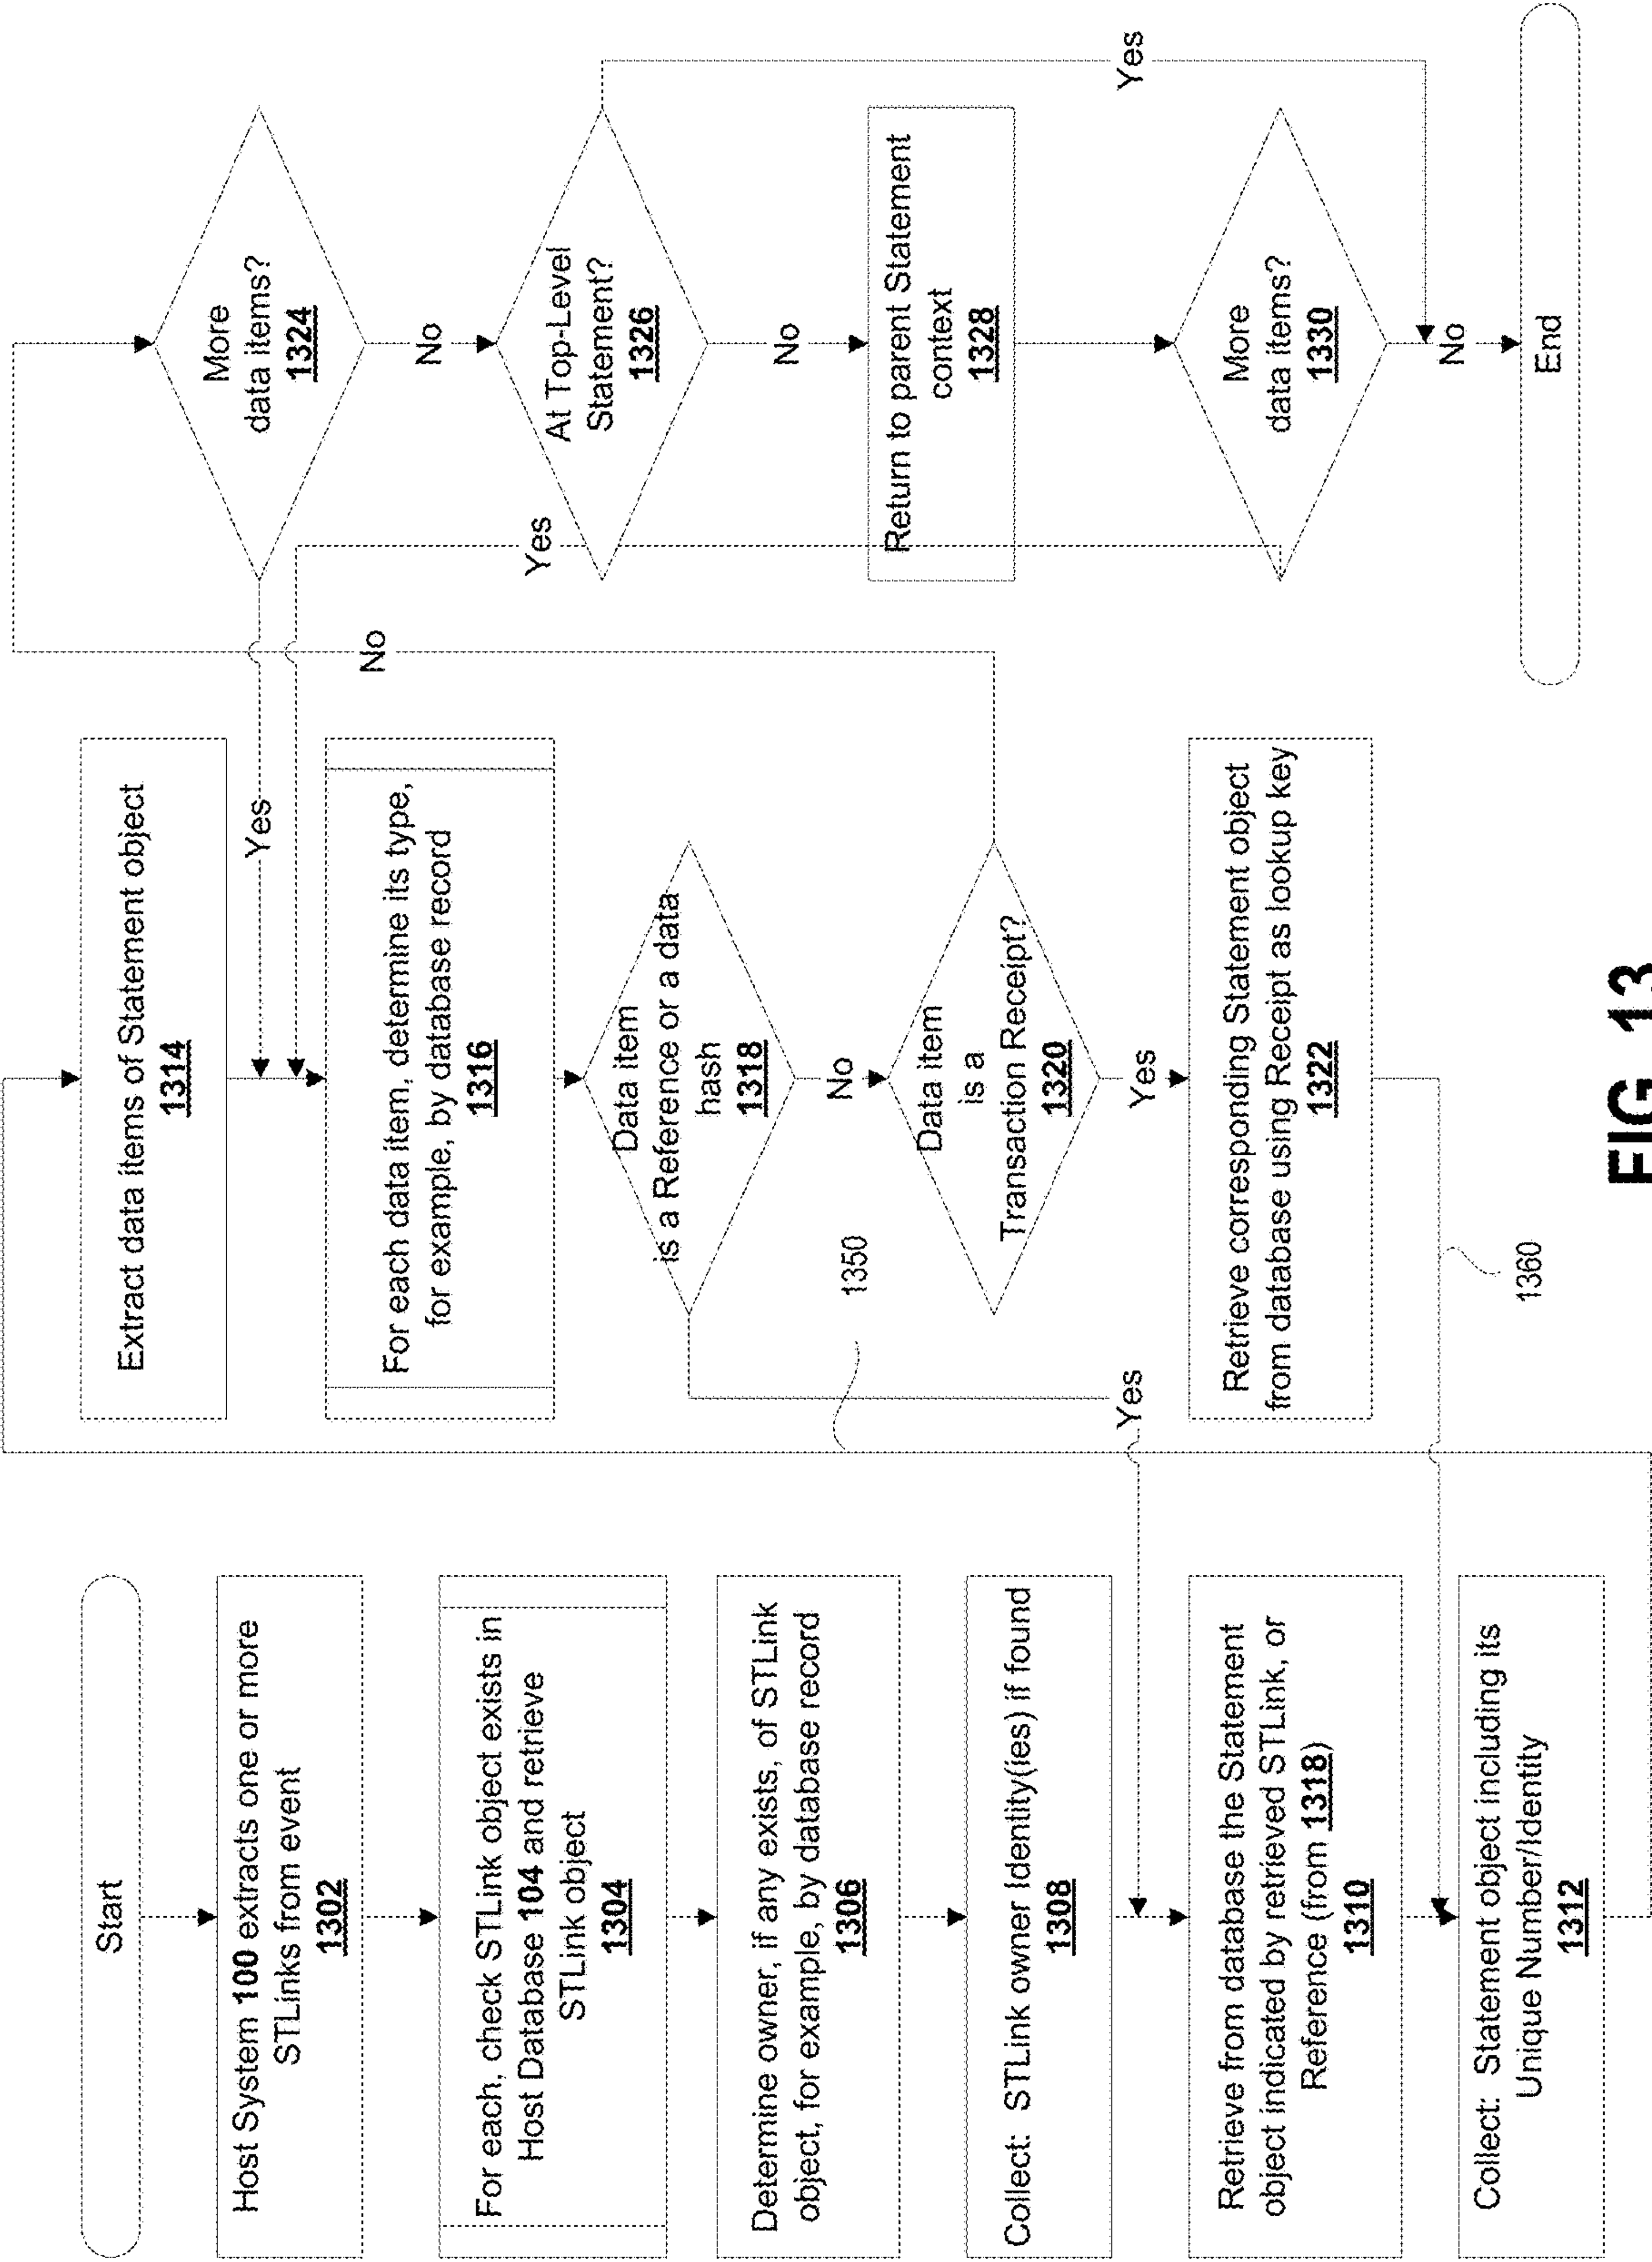 Start
Host System 100 extracts one or more
STLinks from event
1302
For each, check STLink object exists in
Host Database 104 and retrieve
STLink object
1304
Determine owner, if any exists, of STLink
object, for example, by database record
1306
Collect: STLink owner Identity(ies) if found
1308
Retrieve from database the Statement
object indicated by retrieved STLink, or
Reference (from 1318)
1310
Collect: Statement object including its
Unique Number/Identity
1312
1350
Extract data items of Statement object
1314
Yes
For each data item, determine its type,
for example, by database record
1316
Data item
is a Reference or a data
hash
1318
Yes
No
Data item
is a
Transaction Receipt?
1320
No
Yes
Retrieve corresponding Statement object
from database using Receipt as lookup key
1322
1360
More
data items?
1324
No
At Top-Level
Statement?
1326
Yes
No
Return to parent Statement
context
1328
More
data items?
1330
Yes
No
End
FIG 13